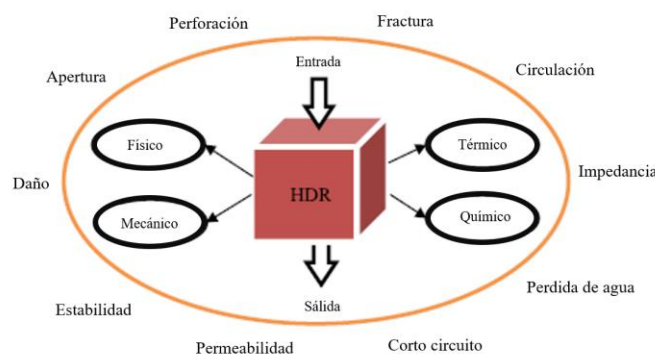 Perforación
Fractura
Apertura
Entrada
Circulación
Físico
Térmico
Daño
HDR
Impedancia
Mecánico
Químico
Estabilidad
Sálida
Perdida de agua
Permeabilidad
Corto circuito